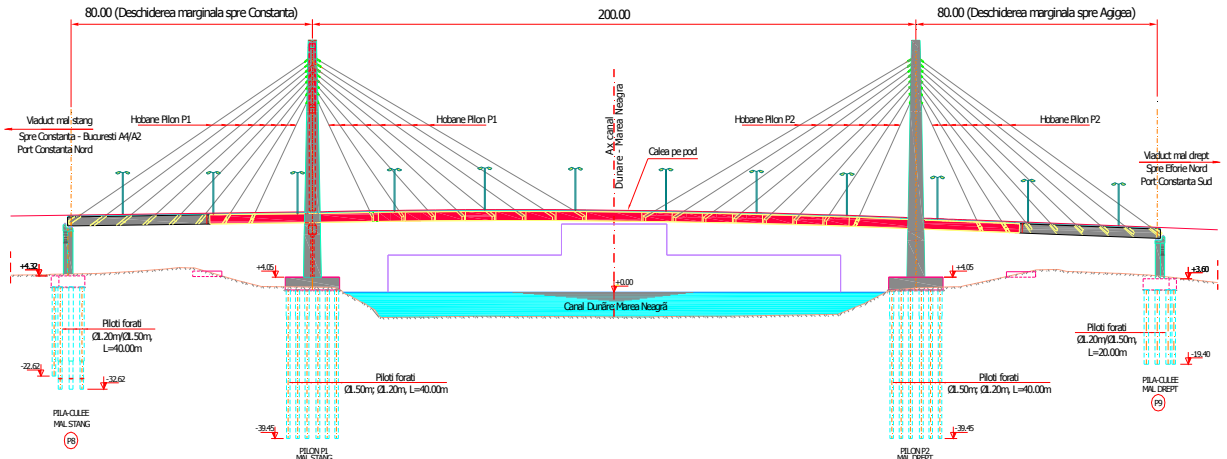 80.00 (Deschiderea marginala spre Constanta)
200.00
80.00 (Deschiderea marginala spre Agigea)
Viaduct mal stang
Spre Constanta - Bucuresti A4/A2
Port Constanta Nord
Hobane Pilon P1
Hobane Pilon P1
Ax canal
Dunăre - Marea Neagra
Calea pe pod
Hobane Pilon P2
Hobane Pilon P2
Viaduct mal drept
Spre Eforie Nord
Port Constanta Sud
+4.32
+4.05
+0.00
+4.05
+3.60
Canal Dunăre Marea Neagră
Piloti forati
Ø1.20m/Ø1.50m,
L=40.00m
-22.62
-32.62
Piloti forati
Ø1.50m; Ø1.20m, L=40.00m
Piloti forati
Ø1.50m; Ø1.20m, L=40.00m
Piloti forati
Ø1.20m/Ø1.50m,
L=20.00m
-19.40
PILA-CULEE
MAL STANG
P8
-39.45
PILON P1
MAL STANG
-39.45
PILON P2
MAL DREPT
PILA-CULEE
MAL DREPT
P9